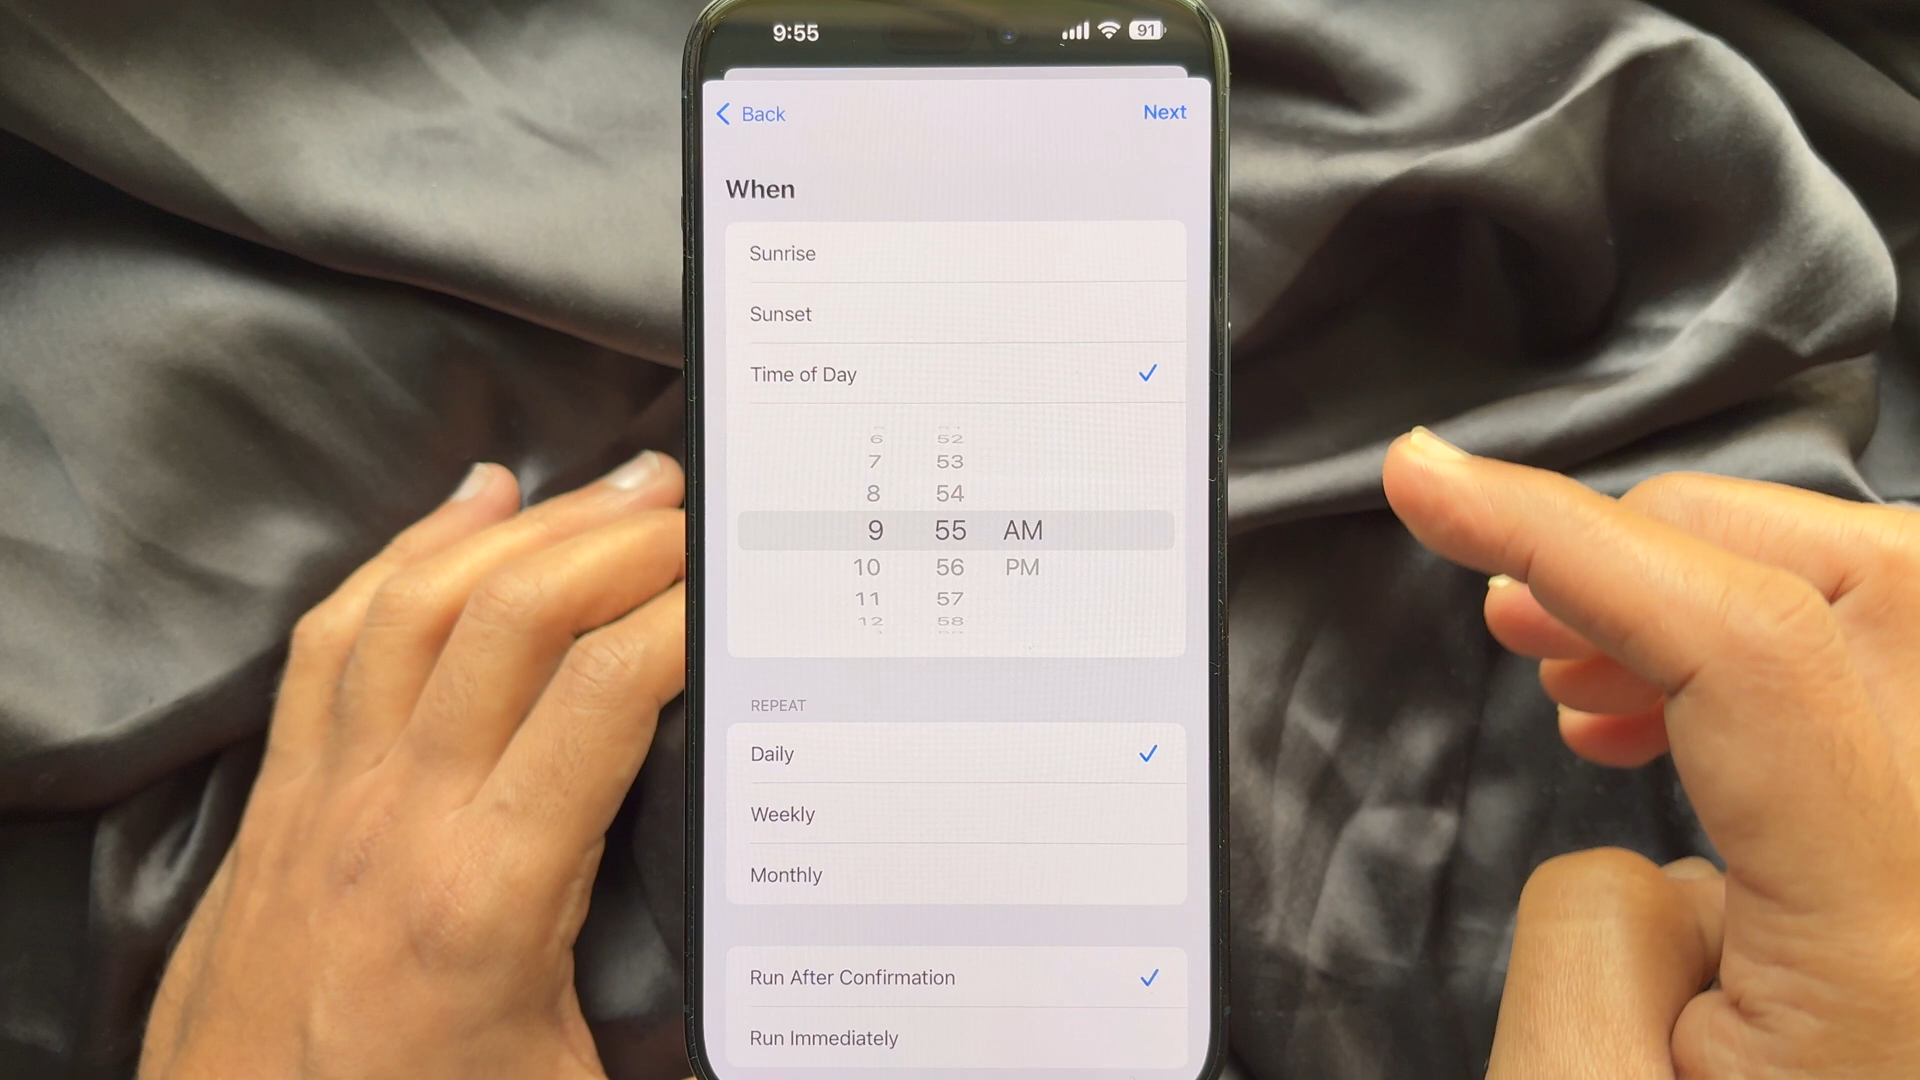 9:55 91
Back Next
When
Sunrise
Sunset
Time of Day
6 52
7 53
8 54
9 55 AM
10 56 PM
11 57
12 58
REPEAT
Daily
Weekly
Monthly
Run After Confirmation
Run Immediately